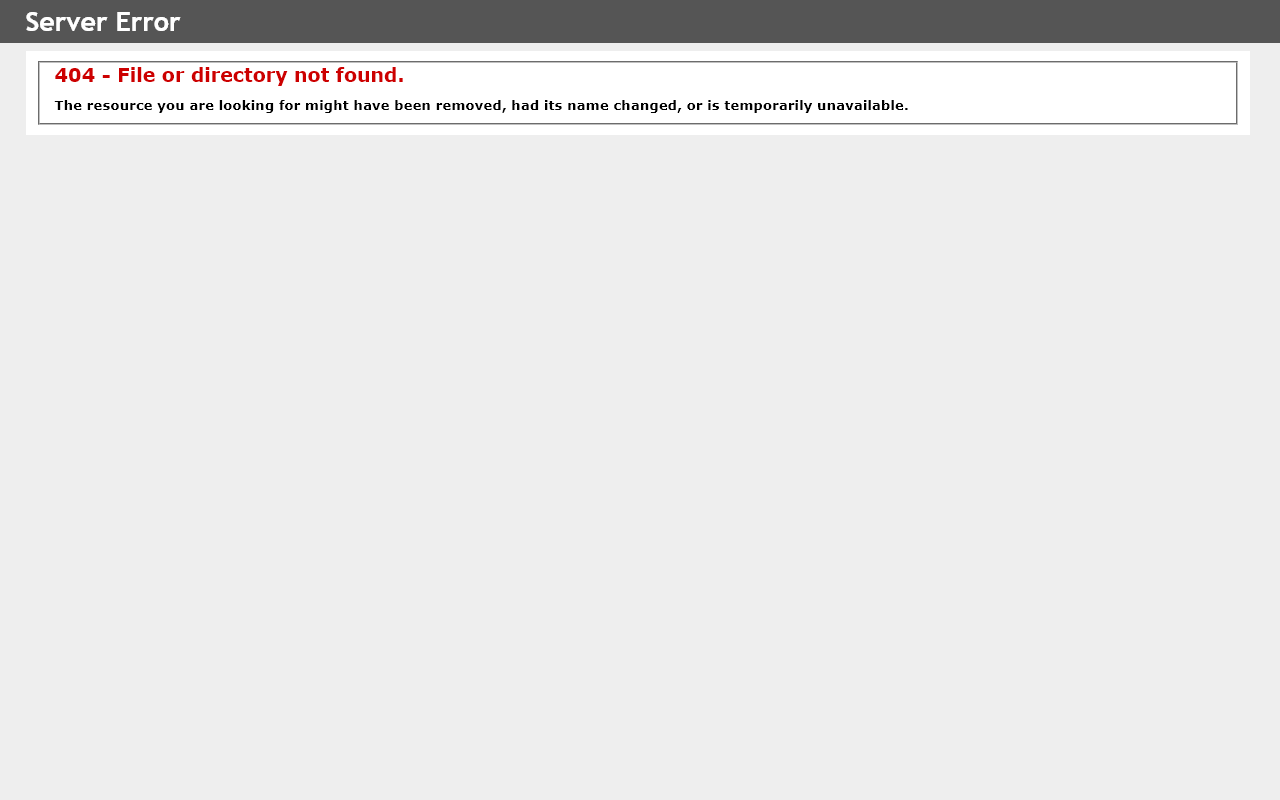 Server Error
404 - File or directory not found.
The resource you are looking for might have been removed, had its name changed, or is temporarily unavailable.